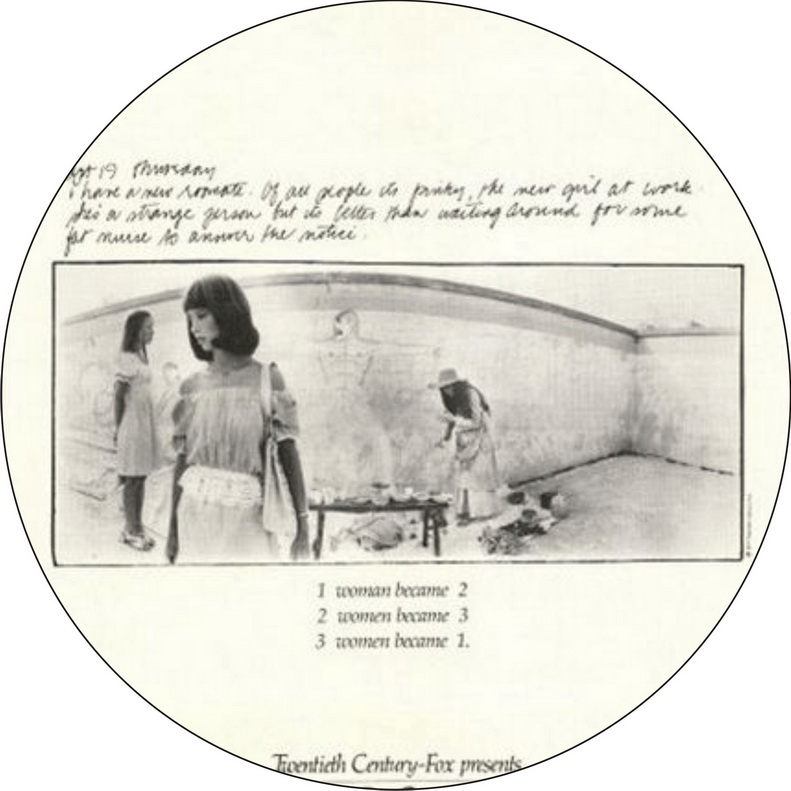 19 Thursday
I have a new roomate. Of all people its pinky, the new girl at work.
she's a strange person but its better than waiting around for some
fat nurse to answer the notice.
1 woman became 2
2 women became 3
3 women became 1.
Twentieth Century-Fox presents